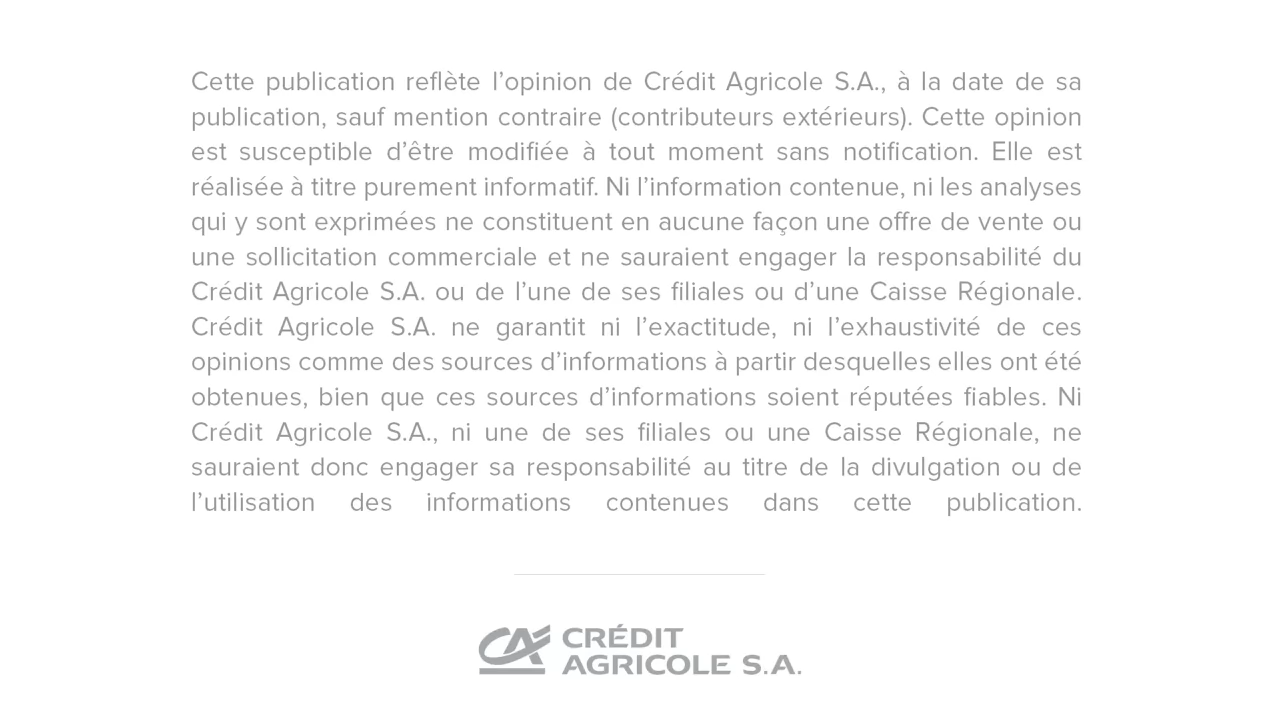 Cette publication reflète l’opinion de Crédit Agricole S.A., à la date de sa
publication, sauf mention contraire (contributeurs extérieurs). Cette opinion
est susceptible d’être modifiée à tout moment sans notification. Elle est
réalisée à titre purement informatif. Ni l’information contenue, ni les analyses
qui y sont exprimées ne constituent en aucune façon une offre de vente ou
une sollicitation commerciale et ne sauraient engager la responsabilité du
Crédit Agricole S.A. ou de l’une de ses filiales ou d’une Caisse Régionale.
Crédit Agricole S.A. ne garantit ni l’exactitude, ni l’exhaustivité de ces
opinions comme des sources d’informations à partir desquelles elles ont été
obtenues, bien que ces sources d’informations soient réputées fiables. Ni
Crédit Agricole S.A., ni une de ses filiales ou une Caisse Régionale, ne
sauraient donc engager sa responsabilité au titre de la divulgation ou de
l’utilisation des informations contenues dans cette publication.
CA CRÉDIT
AGRICOLE S.A.